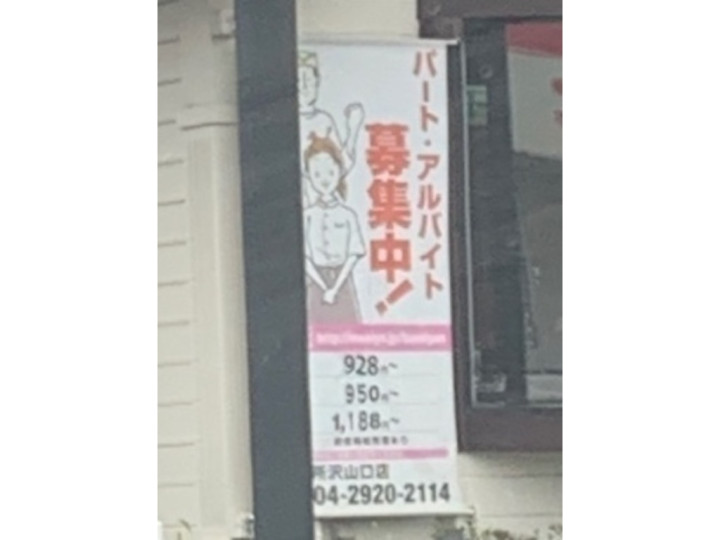 パート・アルバイト
募集中!
928円~
950円~
1,188円~
所沢山口店
04-2920-2114